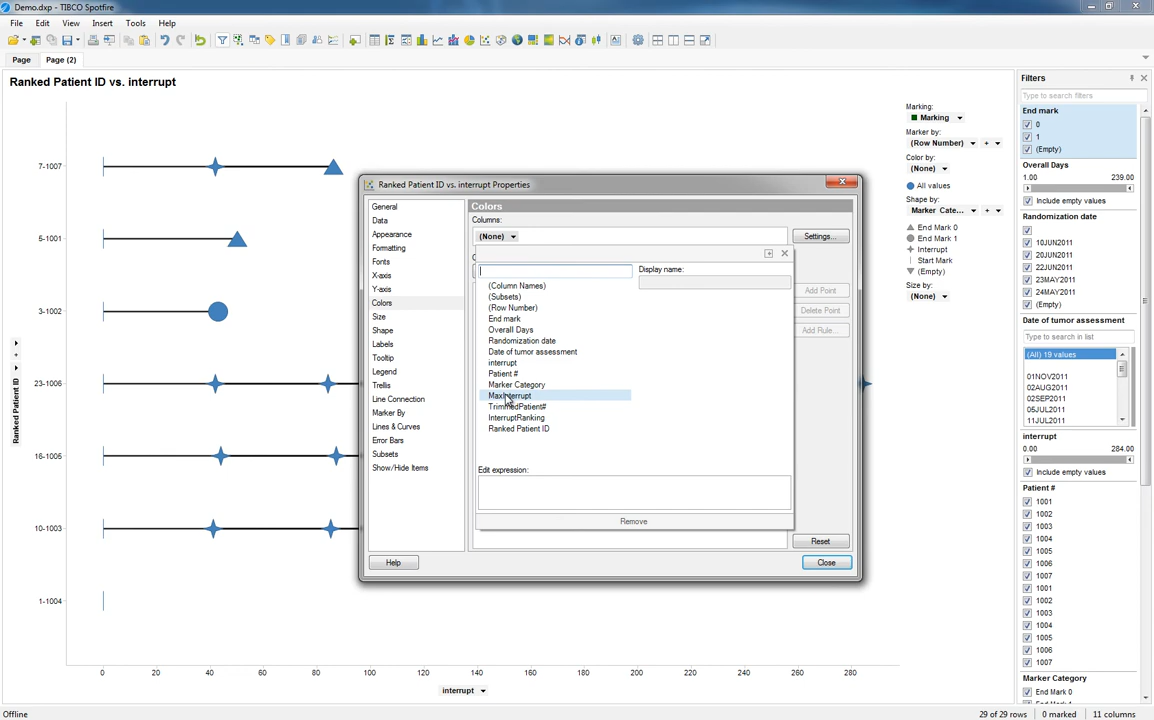 Demo.dxp - TIBCO Spotfire
File Edit View Insert Tools Help
Page Page (2)
Ranked Patient ID vs. interrupt
7-1007
5-1001
3-1002
23-1006
16-1005
10-1003
1-1004
Ranked Patient ID
0 20 40 60 80 100 120 140 160 180 200 220 240 260 280
interrupt
Ranked Patient ID vs. interrupt Properties
General
Data
Appearance
Formatting
Fonts
X-axis
Y-axis
Colors
Size
Shape
Labels
Tooltip
Legend
Trellis
Line Connection
Marker By
Lines & Curves
Error Bars
Subsets
Show/Hide Items
Help
Colors
Columns:
(None)
Settings...
Display name:
(Column Names)
(Subsets)
(Row Number)
End mark
Overall Days
Randomization date
Date of tumor assessment
interrupt
Patient #
Marker Category
MaxInterrupt
TrimmedPatient#
InterruptRanking
Ranked Patient ID
Edit expression:
Remove
Add Point
Delete Point
Add Rule...
Reset
Close
Marking:
Marking
Marker by:
(Row Number)
Color by:
(None)
All values
Shape by:
Marker Cate...
End Mark 0
End Mark 1
Interrupt
Start Mark
(Empty)
Size by:
(None)
Filters
Type to search filters
End mark
0
1
(Empty)
Overall Days
1.00 239.00
Include empty values
Randomization date
10JUN2011
20JUN2011
22JUN2011
23MAY2011
24MAY2011
(Empty)
Date of tumor assessment
Type to search in list
(All) 19 values
01NOV2011
02AUG2011
02SEP2011
05JUL2011
11JUL2011
interrupt
0.00 284.00
Include empty values
Patient #
1001
1002
1003
1004
1005
1006
1007
1001
1002
1003
1004
1005
1006
1007
Marker Category
End Mark 0
Offline
29 of 29 rows 0 marked 11 columns